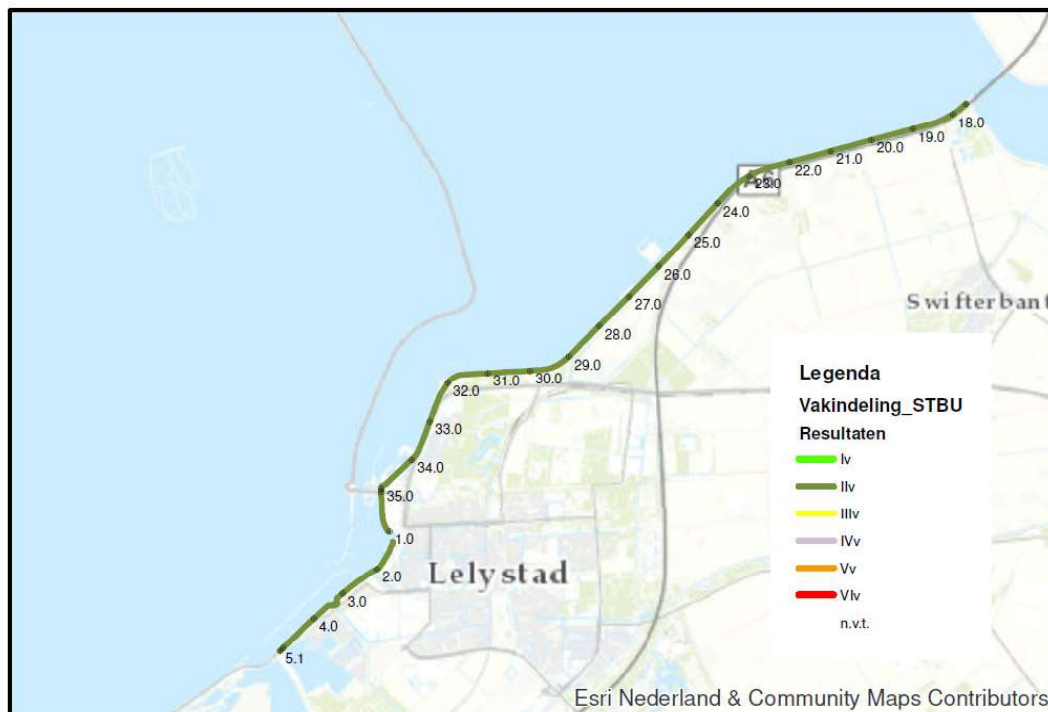 18.0
19.0
20.0
21.0
22.0
A6
23.0
24.0
25.0
26.0
27.0
Swifterbant
28.0
29.0
30.0
31.0
32.0
33.0
34.0
35.0
1.0
2.0
Lelystad
3.0
4.0
5.1
Legenda
Vakindeling_STBU
Resultaten
Iv
IIv
IIIv
IVv
Vv
VIv
n.v.t.
Esri Nederland & Community Maps Contributors